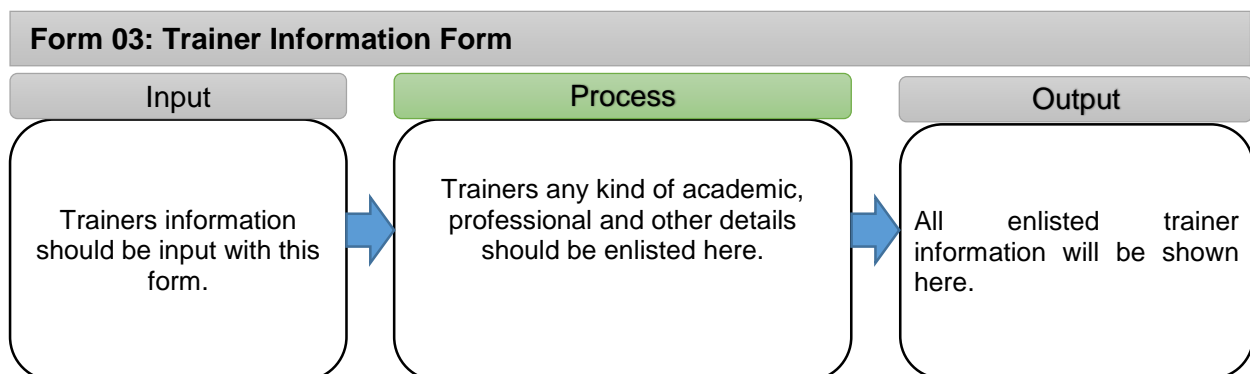 Form 03: Trainer Information Form
Input
Trainers information
should be input with this
form.
Process
Trainers any kind of academic,
professional and other details
should be enlisted here.
Output
All enlisted trainer
information will be shown
here.